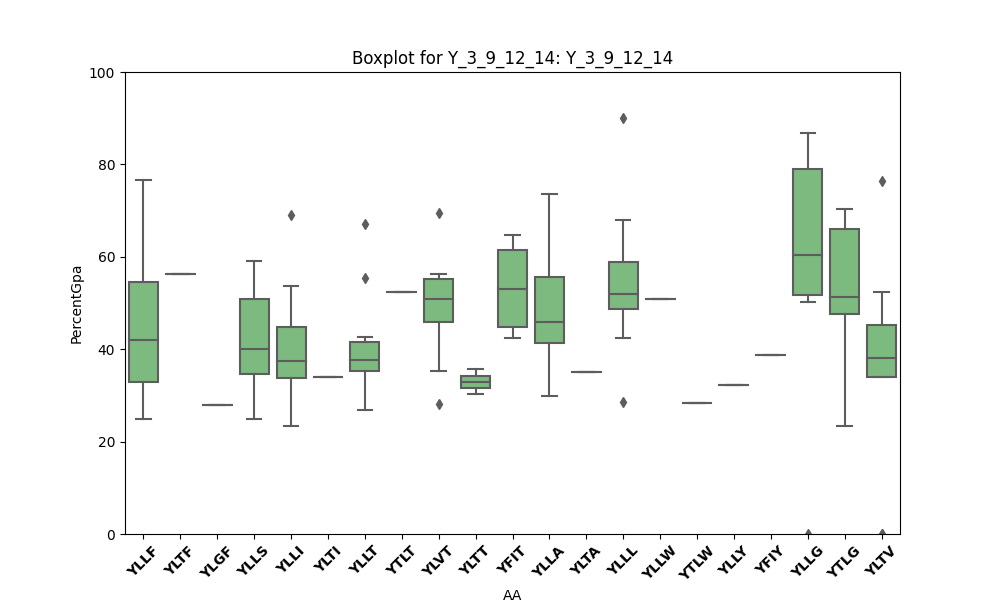 Boxplot for Y_3_9_12_14: Y_3_9_12_14
PercentGpa
100
80
60
40
20
0
YLLF YLTF YLGF YLLS YLLI YLTI YLLT YTLT YLVT YLTT YFIT YLLA YLTA YLLL YLLW YTLW YLLY YFIY YLLG YTLG YLTV
AA